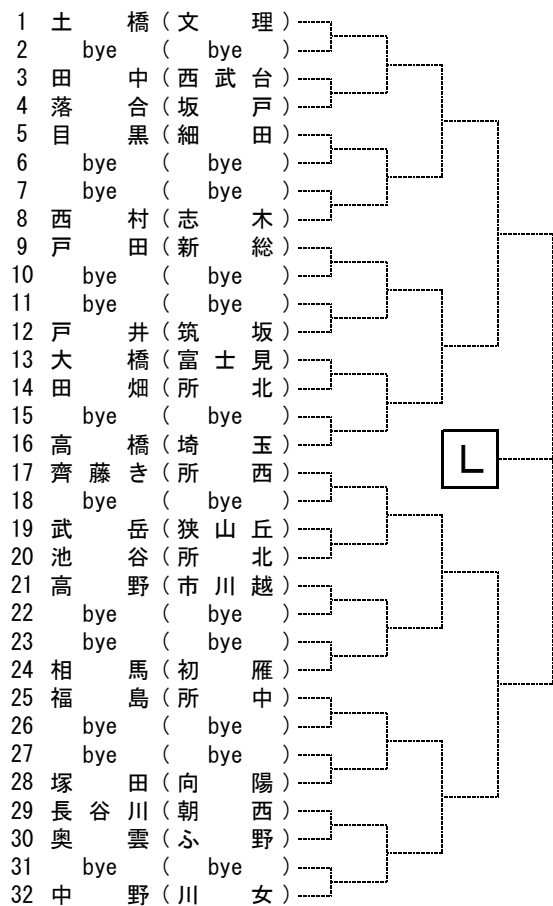 1 土橋(文理)
2 bye (bye)
3 田中(西武台)
4 落合(坂戸)
5 目黒(細田)
6 bye (bye)
7 bye (bye)
8 西村(志木)
9 戸田(新総)
10 bye (bye)
11 bye (bye)
12 戸井(筑坂)
13 大橋(富士見)
14 田畑(所北)
15 bye (bye)
16 高橋(埼玉)
L
17 齊藤き(所西)
18 bye (bye)
19 武岳(狭山丘)
20 池谷(所北)
21 高野(市川越)
22 bye (bye)
23 bye (bye)
24 相馬(初雁)
25 福島(所中)
26 bye (bye)
27 bye (bye)
28 塚田(向陽)
29 長谷川(朝西)
30 奥雲(ふ野)
31 bye (bye)
32 中野(川女)